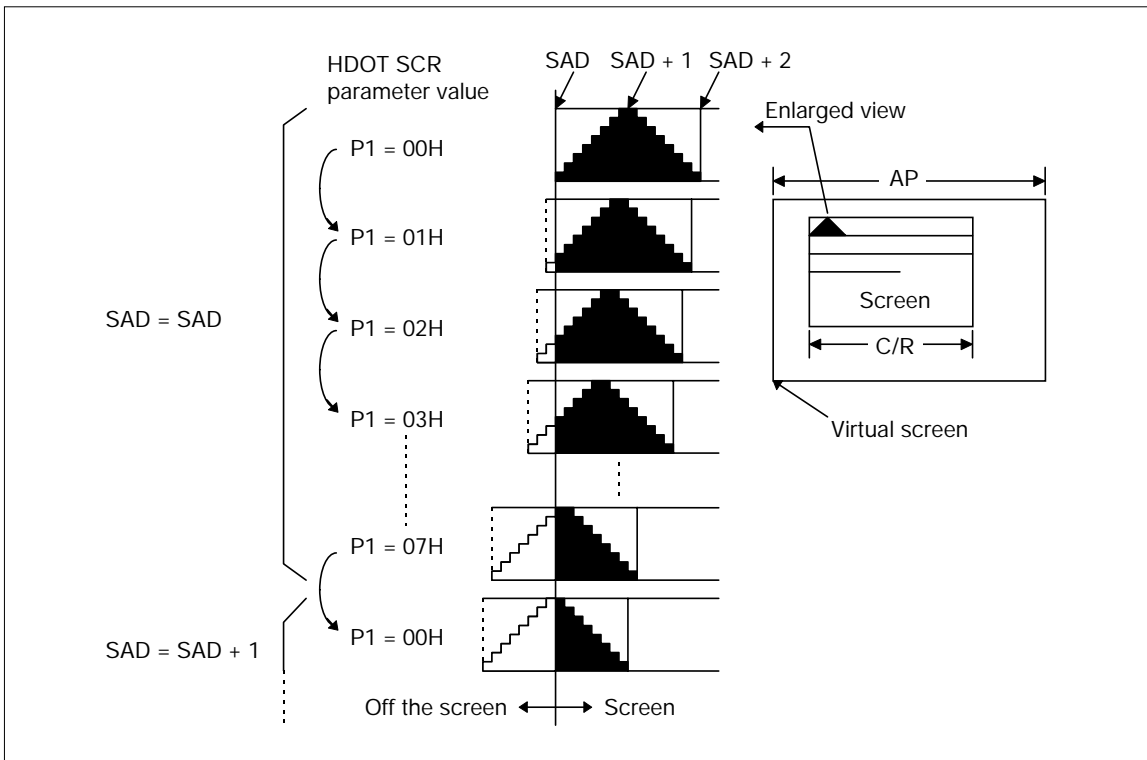 HDOT SCR
parameter value
SAD
SAD + 1
SAD + 2
Enlarged view
P1 = 00H
AP
P1 = 01H
SAD = SAD
P1 = 02H
Screen
C/R
P1 = 03H
Virtual screen
P1 = 07H
P1 = 00H
SAD = SAD + 1
Off the screen
Screen